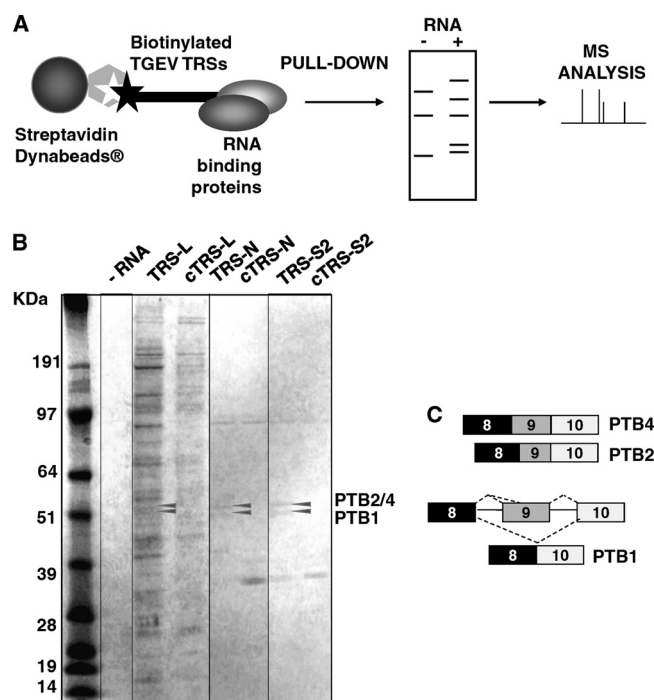 A
Biotinylated
TGEV TRSs
Streptavidin
Dynabeads®
RNA
binding
proteins
PULL-DOWN
RNA
- +
MS
ANALYSIS
B
- RNA
TRS-L
cTRS-L
TRS-N
cTRS-N
TRS-S2
cTRS-S2
KDa
191
97
64
51
39
28
19
14
PTB2/4
PTB1
C
8 9 10 PTB4
8 9 10 PTB2
8 9 10
8 10 PTB1